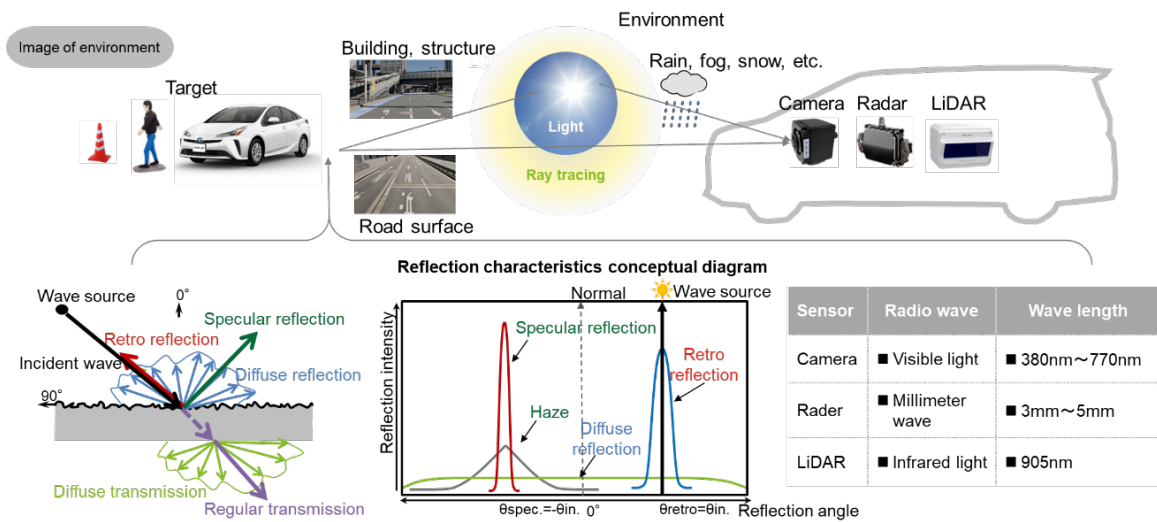 Image of environment
Target
Building, structure
Road surface
Environment
Light
Ray tracing
Rain, fog, snow, etc.
Camera
Radar
LiDAR
Wave source
0°
Specular reflection
Retro reflection
Incident wave
Diffuse reflection
90°
Diffuse transmission
Regular transmission
Reflection characteristics conceptual diagram
Reflection intensity
Normal
Wave source
Specular reflection
Retro
reflection
Haze
Diffuse
reflection
θspec.=-θin.
0°
θretro=θin.
Reflection angle
Sensor Radio wave Wave length
Camera ■ Visible light ■ 380nm～770nm
Rader ■ Millimeter
wave ■ 3mm～5mm
LiDAR ■ Infrared light ■ 905nm